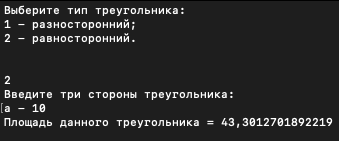 Выберите тип треугольника:
1 - разносторонний;
2 - равносторонний.
2
Введите три стороны треугольника:
a - 10
Площадь данного треугольника = 43,3012701892219